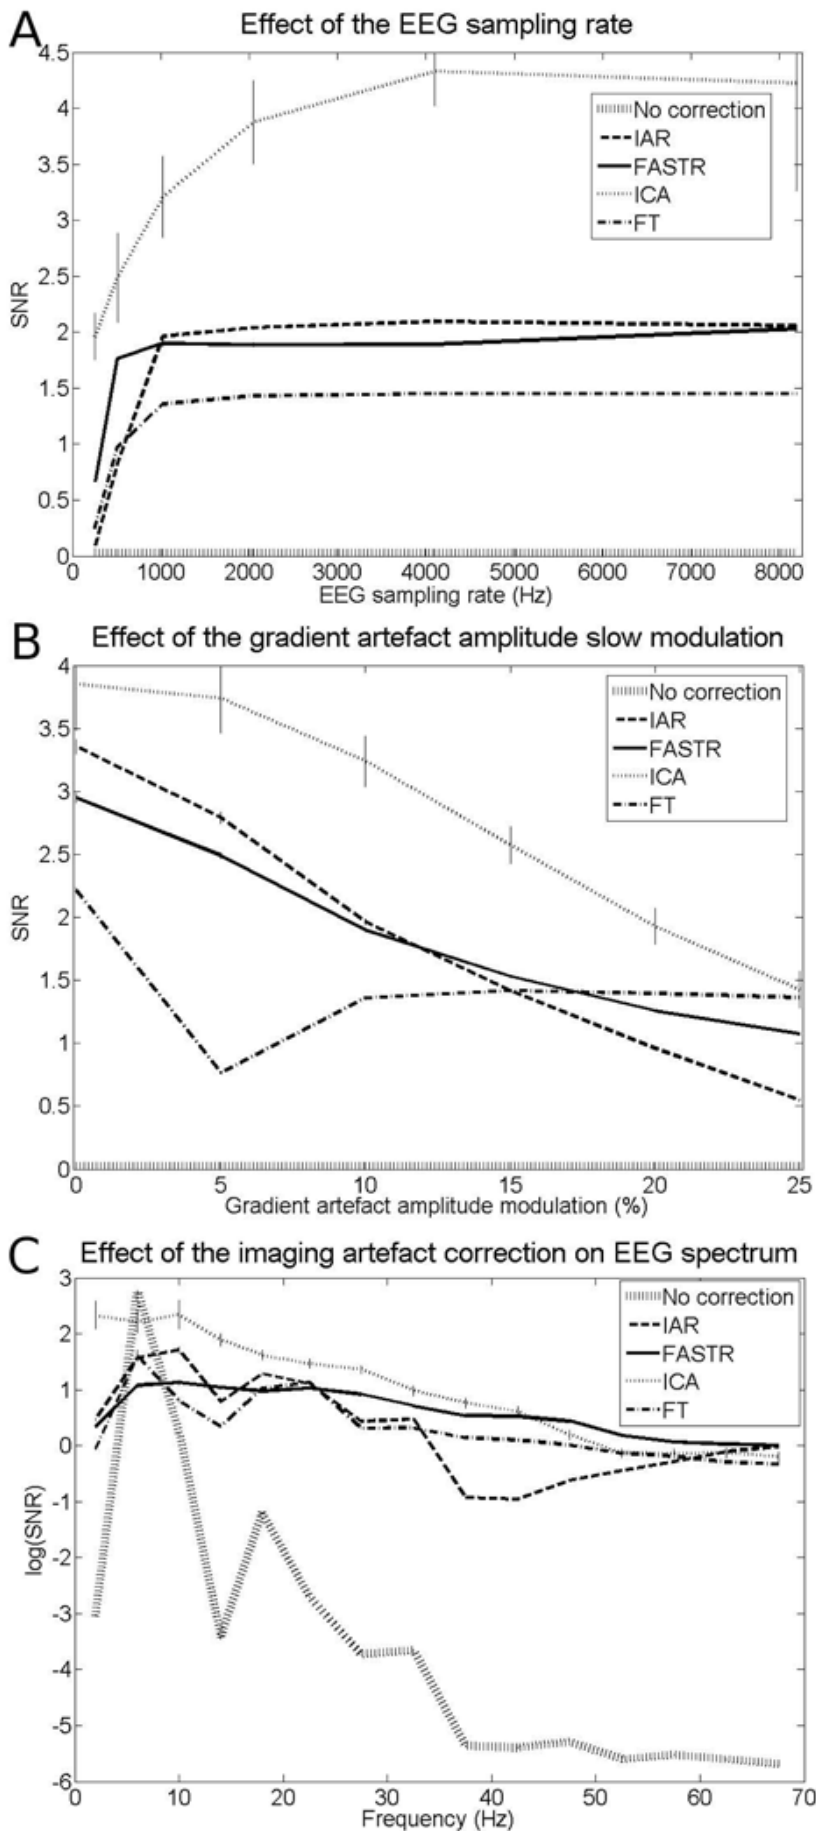 A
Effect of the EEG sampling rate
4.5
4
3.5
3
2.5
2
1.5
1
0.5
0
SNR
No correction
IAR
FASTR
ICA
FT
0 1000 2000 3000 4000 5000 6000 7000 8000
EEG sampling rate (Hz)
B
Effect of the gradient artefact amplitude slow modulation
4
3.5
3
2.5
2
1.5
1
0.5
0
SNR
No correction
IAR
FASTR
ICA
FT
0 5 10 15 20 25
Gradient artefact amplitude modulation (%)
C
Effect of the imaging artefact correction on EEG spectrum
3
2
1
0
-1
-2
-3
-4
-5
-6
log(SNR)
No correction
IAR
FASTR
ICA
FT
0 10 20 30 40 50 60 70
Frequency (Hz)